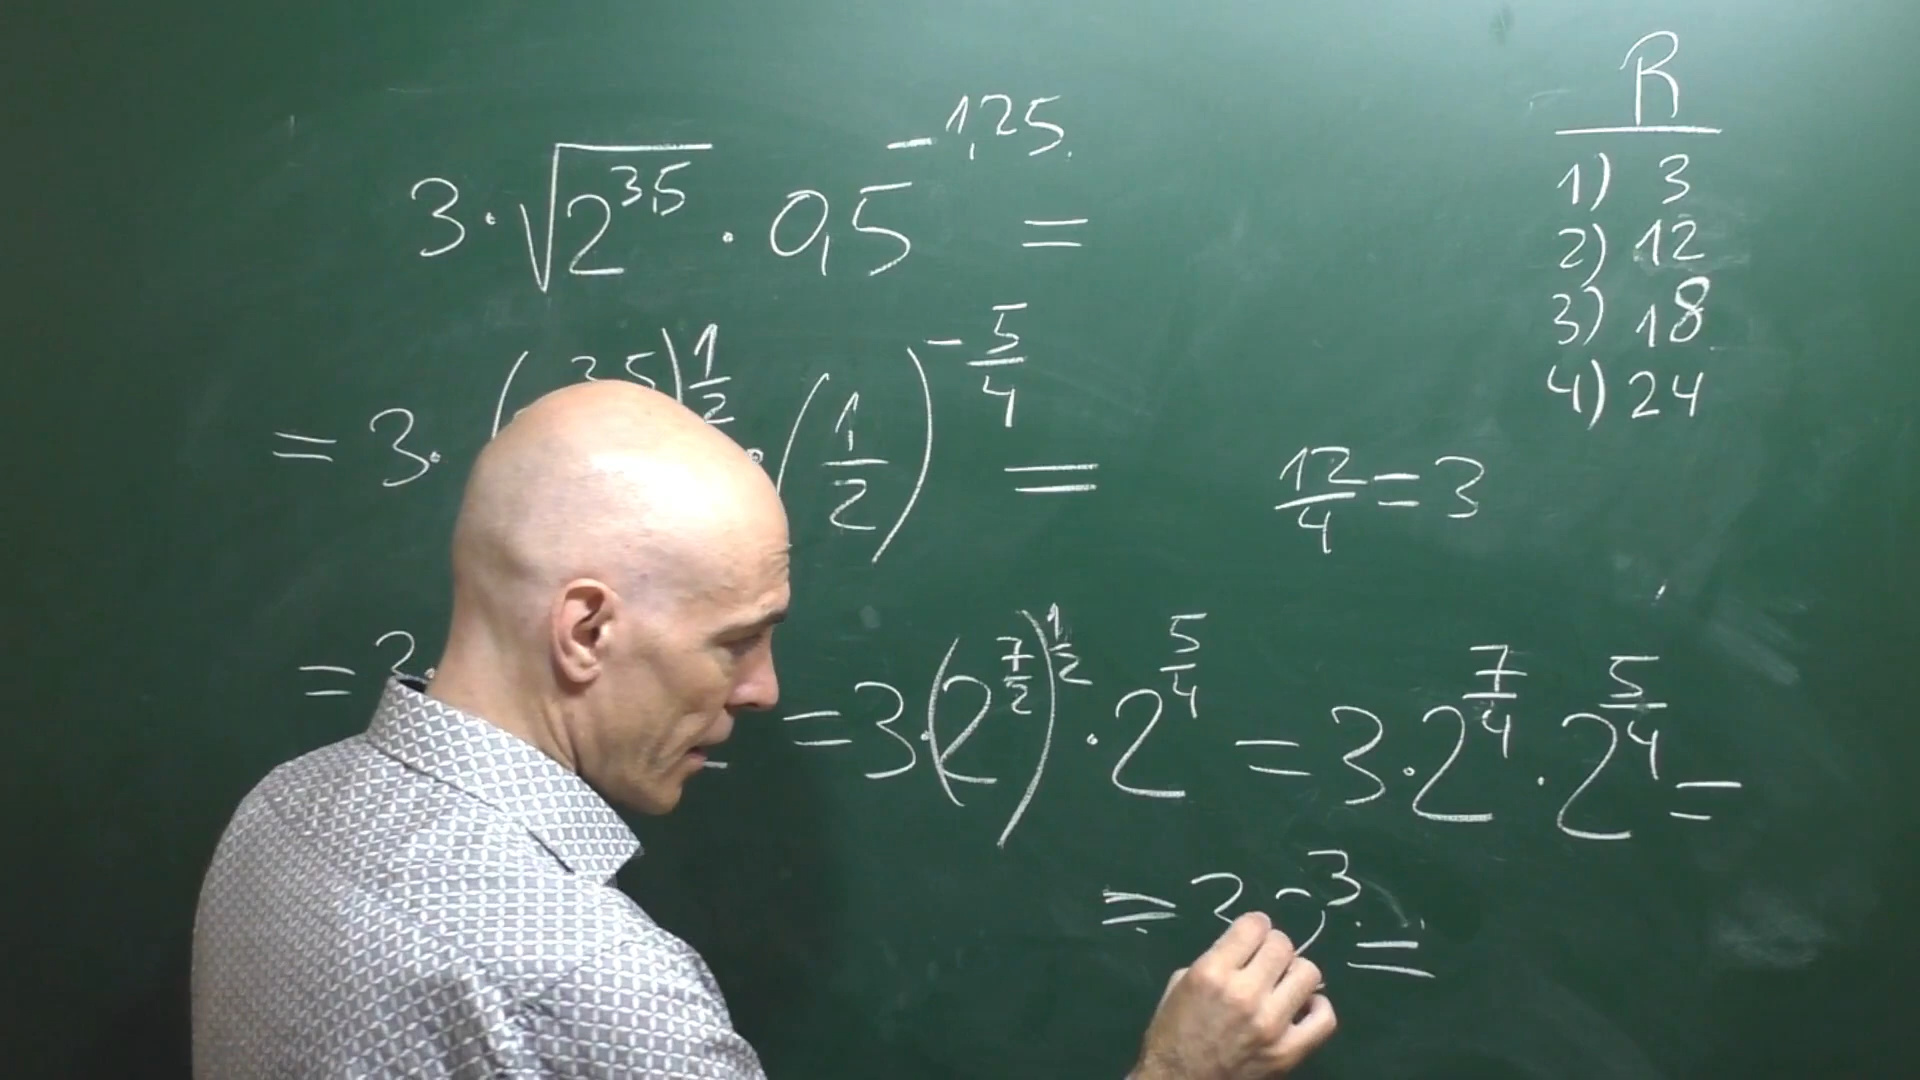 3·√2^3,5 · 0,5^-1,25 =
= 3· ( 3,5)^1/2 · (1/2)^-5/4 =
= 3·
= 3·(2^7/2)^1/2 · 2^5/4 = 3·2^7/4 · 2^5/4 =
= 3 2^3 =
R
1) 3
2) 12
3) 18
4) 24
12/4 = 3